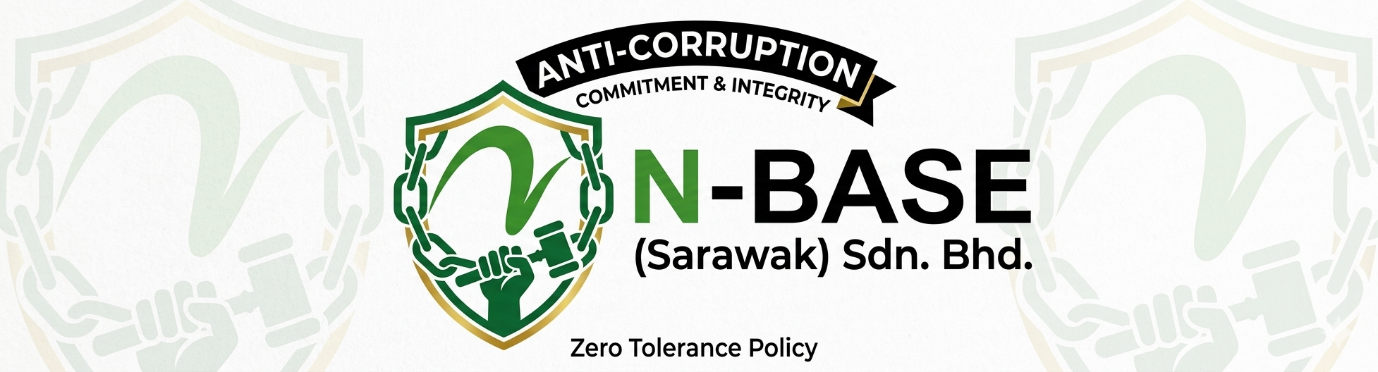 ANTI-CORRUPTION
COMMITMENT & INTEGRITY
N-BASE
(Sarawak) Sdn. Bhd.
Zero Tolerance Policy